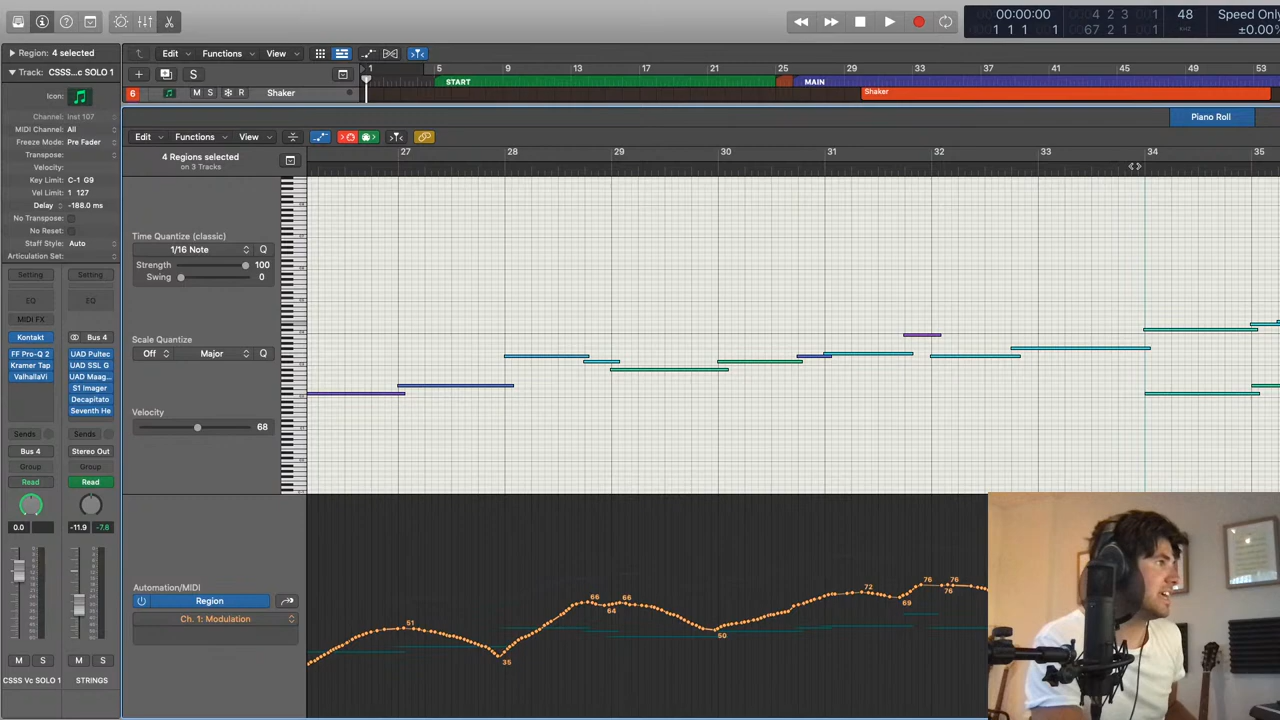 00:00:00
1 1 1 1
4 2 3
67 2 1
48
KHZ
Speed Only
±0.00%
Region: 4 selected
Edit
Functions
View
Track: CSSS...c SOLO 1
1
5
9
13
17
21
25
29
33
37
41
45
49
53
START
MAIN
Icon:
6
M S R
Shaker
Shaker
Channel: Inst 107
MIDI Channel: All
Freeze Mode: Pre Fader
Transpose:
Velocity:
Key Limit: C-1 G9
Vel Limit: 1 127
Delay -188.0 ms
No Transpose:
No Reset:
Staff Style: Auto
Articulation Set:
Piano Roll
Edit
Functions
View
4 Regions selected
on 3 Tracks
27
28
29
30
31
32
33
34
35
Time Quantize (classic)
1/16 Note
Q
Strength 100
Swing 0
Scale Quantize
Off
Major
Q
Velocity
68
Setting
Setting
EQ
EQ
MIDI FX
Kontakt
Bus 4
FF Pro-Q 2
UAD Pultec
Kramer Tap
UAD SSL G
ValhallaVi
UAD Maag...
S1 Imager
Decapitato
Seventh He
Sends
Sends
Bus 4
Stereo Out
Group
Group
Read
Read
0.0
-11.9 -7.8
M S
M S
CSSS Vc SOLO 1
STRINGS
Automation/MIDI
Region
Ch. 1: Modulation
51
35
66
64
66
50
72
69
76
76
76